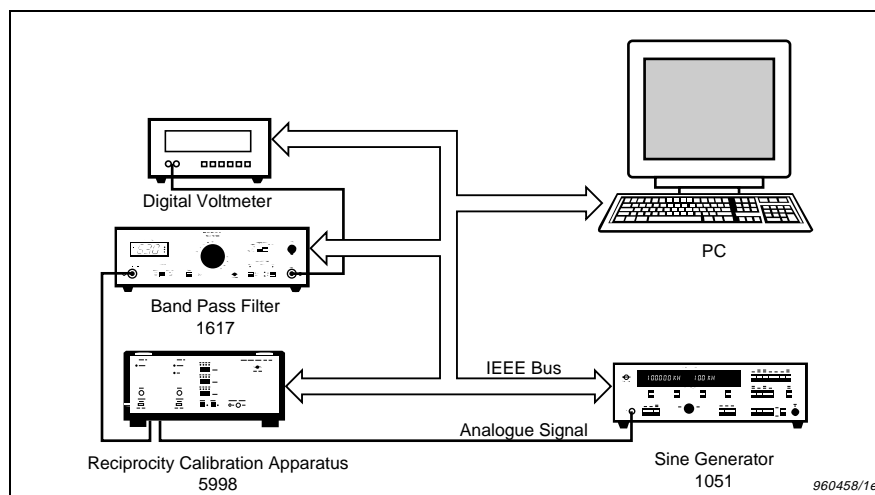 Digital Voltmeter
PC
Band Pass Filter
1617
IEEE Bus
Analogue Signal
Reciprocity Calibration Apparatus
5998
Sine Generator
1051
960458/1e